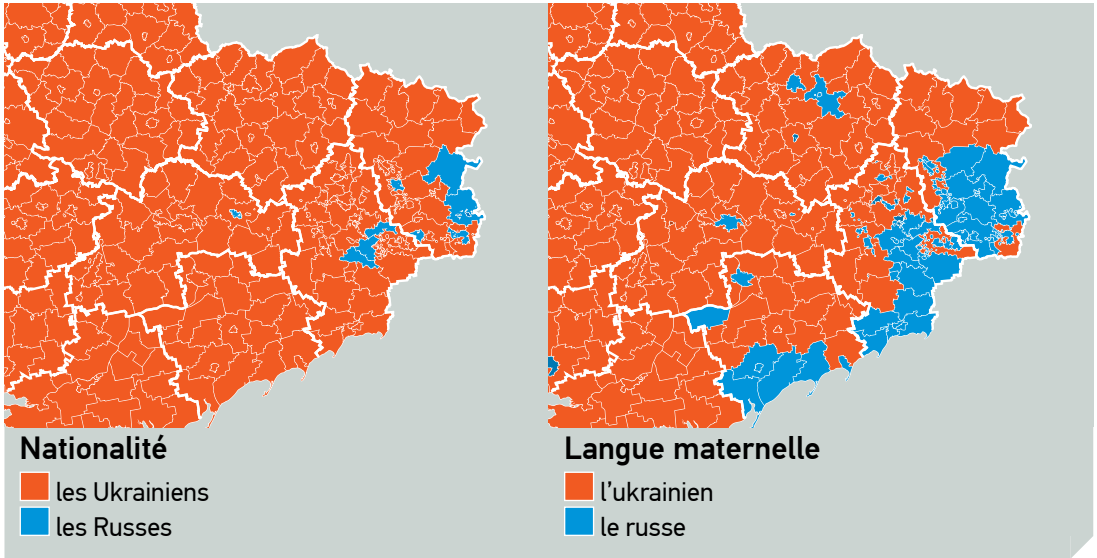 Nationalité
les Ukrainiens
les Russes
Langue maternelle
l'ukrainien
le russe